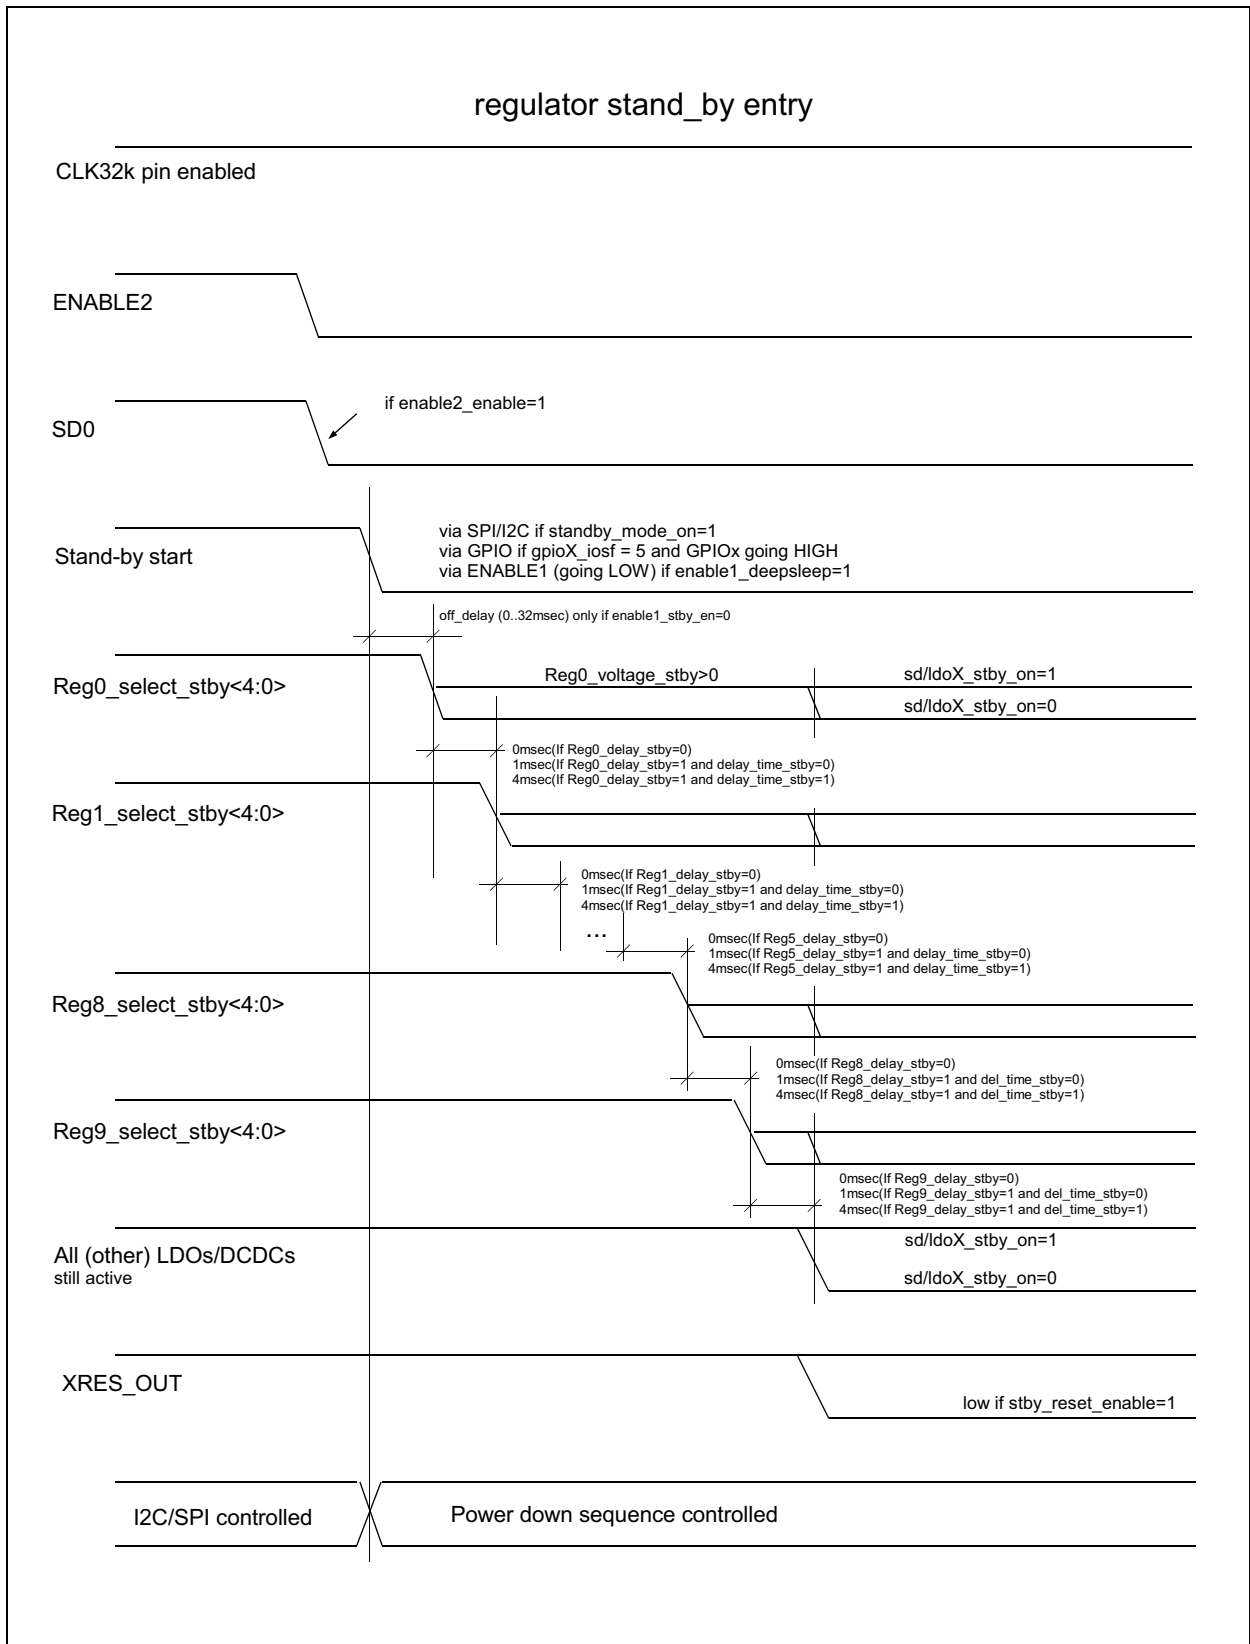 regulator stand_by entry
CLK32k pin enabled
ENABLE2
if enable2_enable=1
SD0
via SPI/I2C if standby_mode_on=1
via GPIO if gpioX_iosf = 5 and GPIOx going HIGH
via ENABLE1 (going LOW) if enable1_deepsleep=1
Stand-by start
off_delay (0..32msec) only if enable1_stby_en=0
Reg0_select_stby<4:0>
Reg0_voltage_stby>0
sd/ldoX_stby_on=1
sd/ldoX_stby_on=0
0msec(If Reg0_delay_stby=0)
1msec(If Reg0_delay_stby=1 and delay_time_stby=0)
4msec(If Reg0_delay_stby=1 and delay_time_stby=1)
Reg1_select_stby<4:0>
0msec(If Reg1_delay_stby=0)
1msec(If Reg1_delay_stby=1 and delay_time_stby=0)
4msec(If Reg1_delay_stby=1 and delay_time_stby=1)
...
0msec(If Reg5_delay_stby=0)
1msec(If Reg5_delay_stby=1 and delay_time_stby=0)
4msec(If Reg5_delay_stby=1 and delay_time_stby=1)
Reg8_select_stby<4:0>
0msec(If Reg8_delay_stby=0)
1msec(If Reg8_delay_stby=1 and del_time_stby=0)
4msec(If Reg8_delay_stby=1 and del_time_stby=1)
Reg9_select_stby<4:0>
0msec(If Reg9_delay_stby=0)
1msec(If Reg9_delay_stby=1 and del_time_stby=0)
4msec(If Reg9_delay_stby=1 and del_time_stby=1)
All (other) LDOs/DCDCs
still active
sd/ldoX_stby_on=1
sd/ldoX_stby_on=0
XRES_OUT
low if stby_reset_enable=1
I2C/SPI controlled
Power down sequence controlled